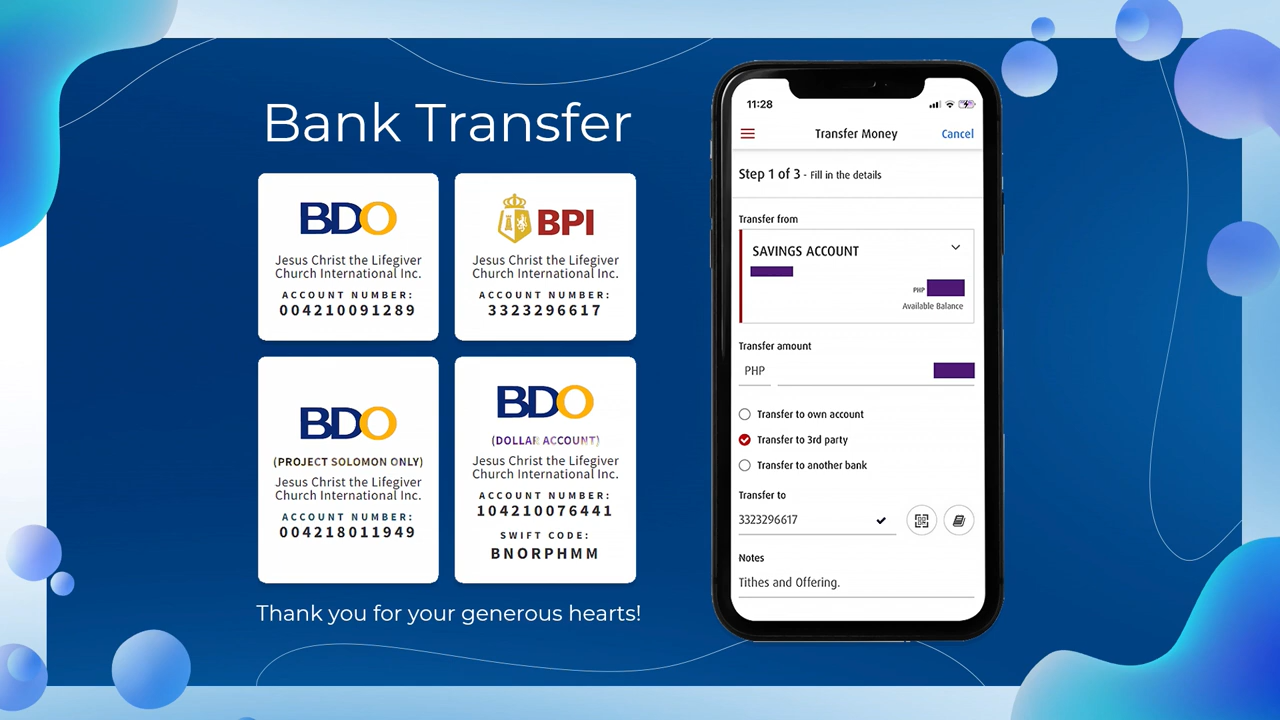 Bank Transfer
BDO
Jesus Christ the Lifegiver
Church International Inc.
ACCOUNT NUMBER:
004210091289
BPI
Jesus Christ the Lifegiver
Church International Inc.
ACCOUNT NUMBER:
3323296617
BDO
(PROJECT SOLOMON ONLY)
Jesus Christ the Lifegiver
Church International Inc.
ACCOUNT NUMBER:
004218011949
BDO
(DOLLAR ACCOUNT)
Jesus Christ the Lifegiver
Church International Inc.
ACCOUNT NUMBER:
104210076441
SWIFT CODE:
BNORPHMM
Thank you for your generous hearts!
11:28
Transfer Money
Cancel
Step 1 of 3 - Fill in the details
Transfer from
SAVINGS ACCOUNT
PHP
Available Balance
Transfer amount
PHP
Transfer to own account
Transfer to 3rd party
Transfer to another bank
Transfer to
3323296617
Notes
Tithes and Offering.